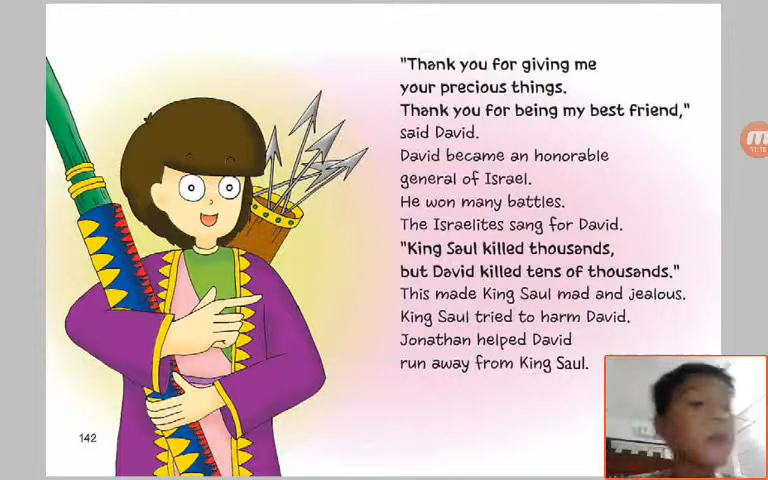 "Thank you for giving me
your precious things.
Thank you for being my best friend,"
said David.
David became an honorable
general of Israel.
He won many battles.
The Israelites sang for David.
"King Saul killed thousands,
but David killed tens of thousands."
This made King Saul mad and jealous.
King Saul tried to harm David.
Jonathan helped David
run away from King Saul.
142